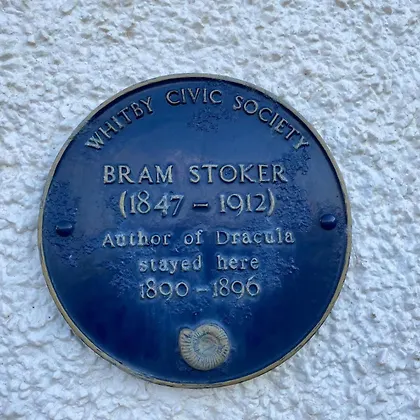 WHITBY CIVIC SOCIETY
BRAM STOKER
(1847 – 1912)
Author of Dracula
stayed here
1890 – 1896